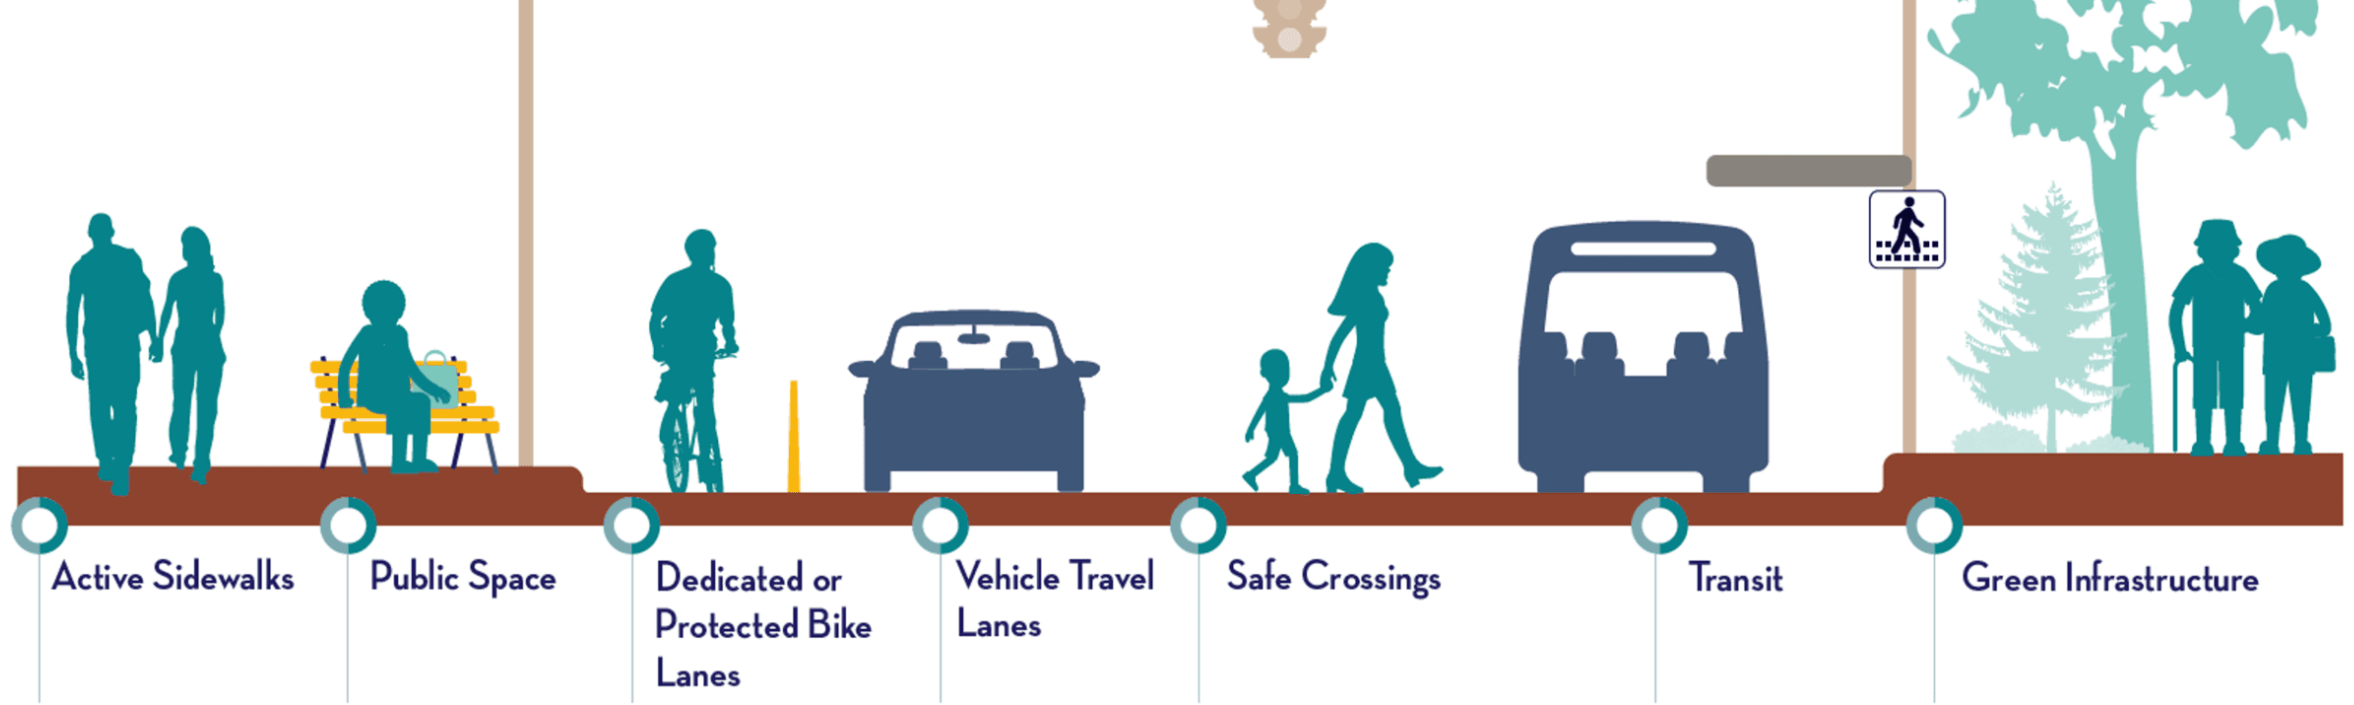 Active Sidewalks
Public Space
Dedicated or
Protected Bike
Lanes
Vehicle Travel
Lanes
Safe Crossings
Transit
Green Infrastructure